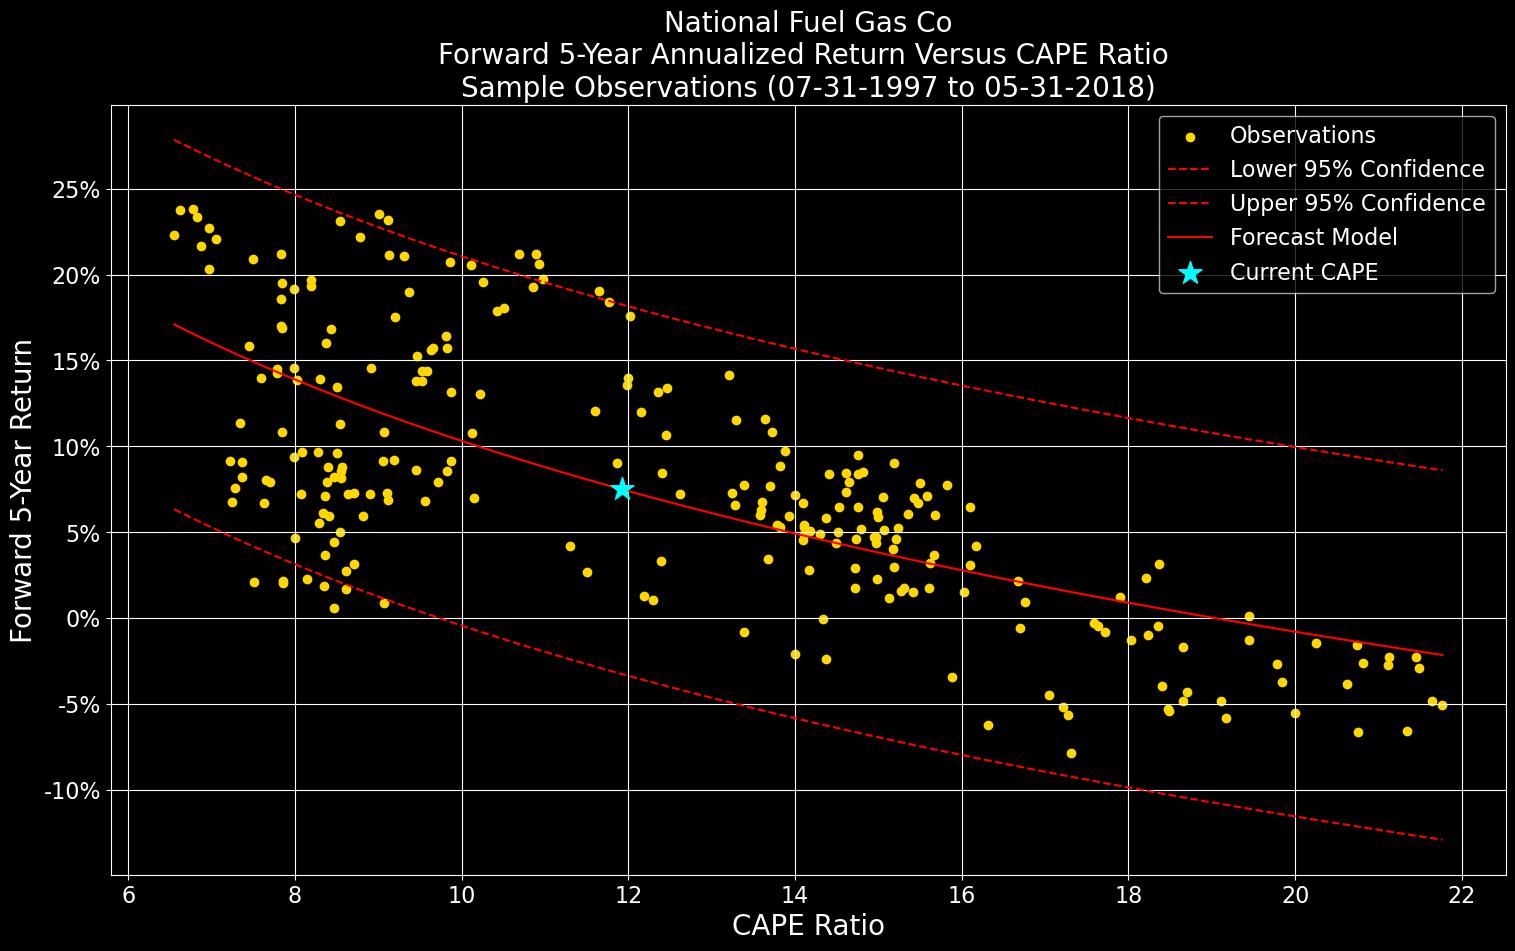 National Fuel Gas Co
Forward 5-Year Annualized Return Versus CAPE Ratio
Sample Observations (07-31-1997 to 05-31-2018)
Observations
Lower 95% Confidence
Upper 95% Confidence
Forecast Model
Current CAPE
Forward 5-Year Return
25%
20%
15%
10%
5%
0%
-5%
-10%
6 8 10 12 14 16 18 20 22
CAPE Ratio